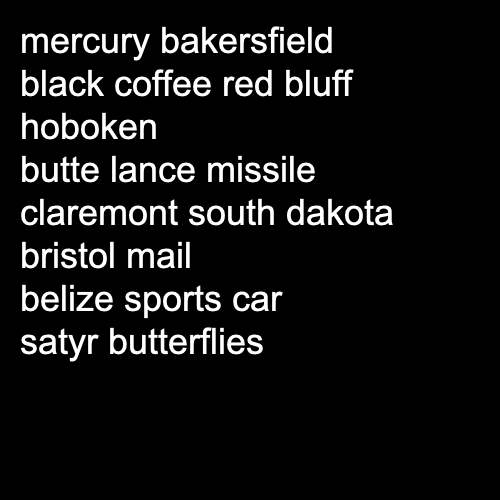 mercury bakersfield
black coffee red bluff
hoboken
butte lance missile
claremont south dakota
bristol mail
belize sports car
satyr butterflies